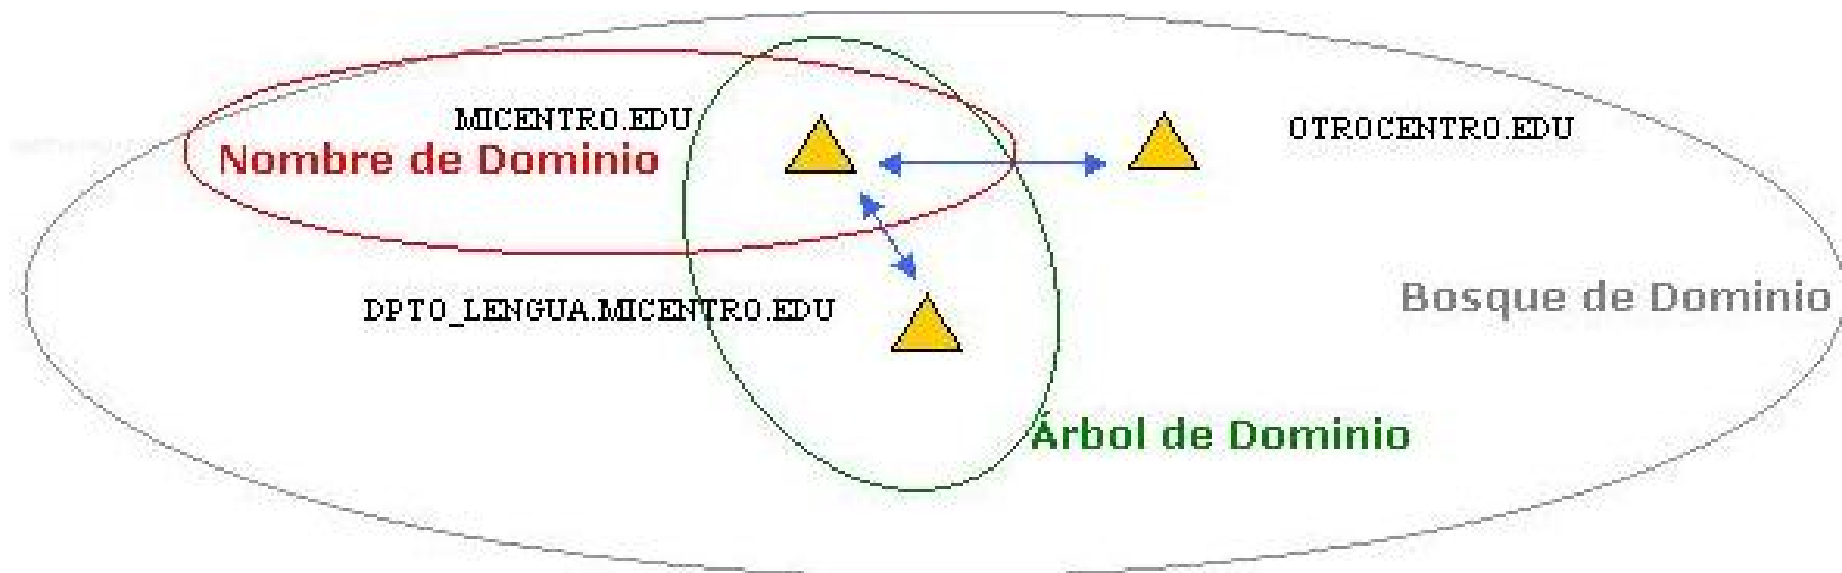 MICENTRO.EDU
OTROCENTRO.EDU
Nombre de Dominio
DPTO_LENGUA.MICENTRO.EDU
Bosque de Dominio
Árbol de Dominio